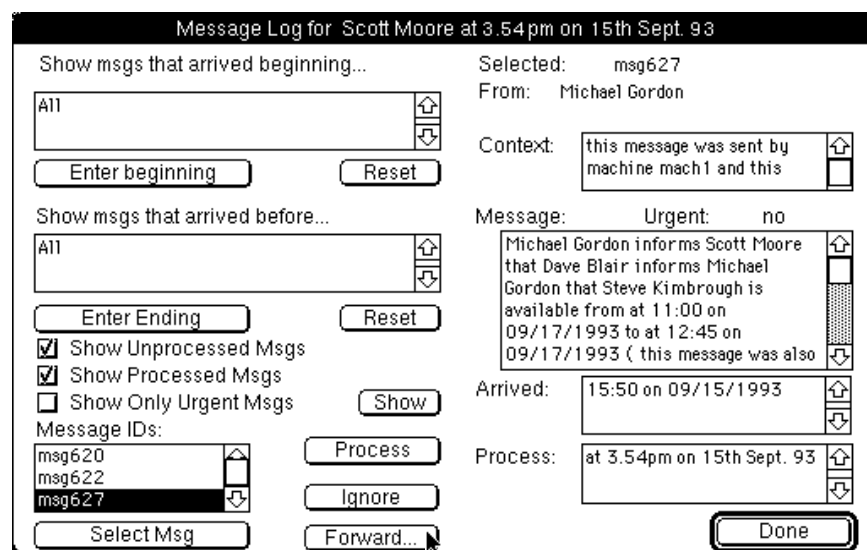 Message Log for Scott Moore at 3.54pm on 15th Sept. 93
Show msgs that arrived beginning...
All
Enter beginning
Reset
Show msgs that arrived before...
All
Enter Ending
Reset
Show Unprocessed Msgs
Show Processed Msgs
Show Only Urgent Msgs
Show
Message IDs:
msg620
msg622
msg627
Process
Ignore
Select Msg
Forward...
Selected: msg627
From: Michael Gordon
Context:
this message was sent by
machine mach1 and this
Message: Urgent: no
Michael Gordon informs Scott Moore
that Dave Blair informs Michael
Gordon that Steve Kimbrough is
available from at 11:00 on
09/17/1993 to at 12:45 on
09/17/1993 ( this message was also
Arrived: 15:50 on 09/15/1993
Process: at 3.54pm on 15th Sept. 93
Done